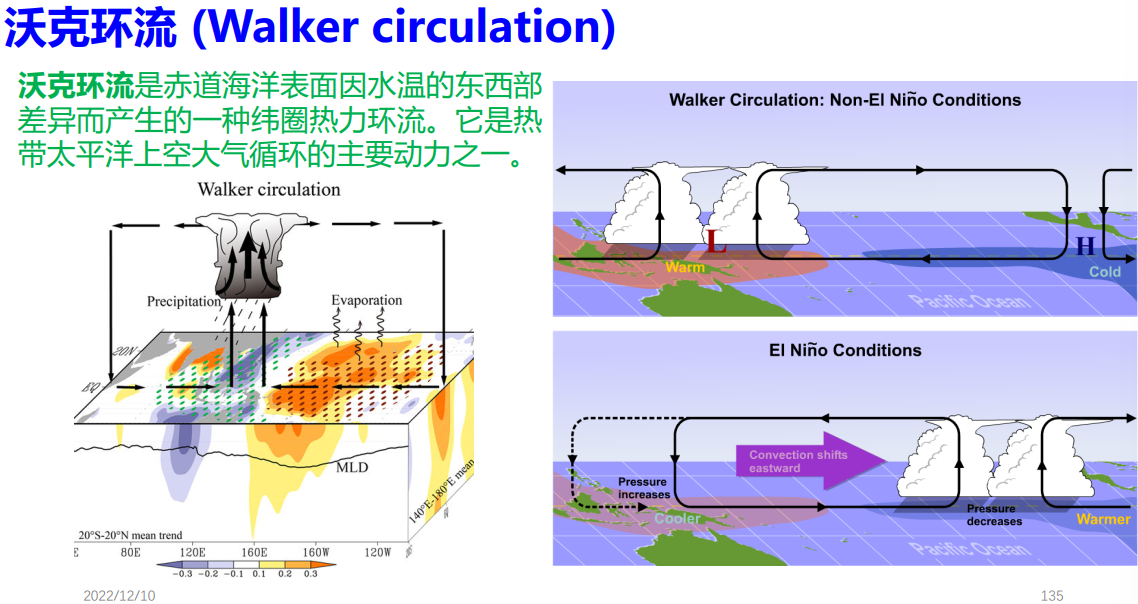 沃克环流 (Walker circulation)
沃克环流是赤道海洋表面因水温的东西部
差异而产生的一种纬圈热力环流。它是热
带太平洋上空大气循环的主要动力之一。
Walker circulation
Precipitation
Evaporation
20N
EQ
MLD
140°E-180°E mean
20°S-20°N mean trend
E 80E 120E 160E 160W 120W
-0.3 -0.2 -0.1 0.1 0.2 0.3
Walker Circulation: Non-El Niño Conditions
L
H
Warm
Cold
Pacific Ocean
El Niño Conditions
Convection shifts
eastward
Pressure
increases
Cooler
Pressure
decreases
Warmer
Pacific Ocean
2022/12/10
135